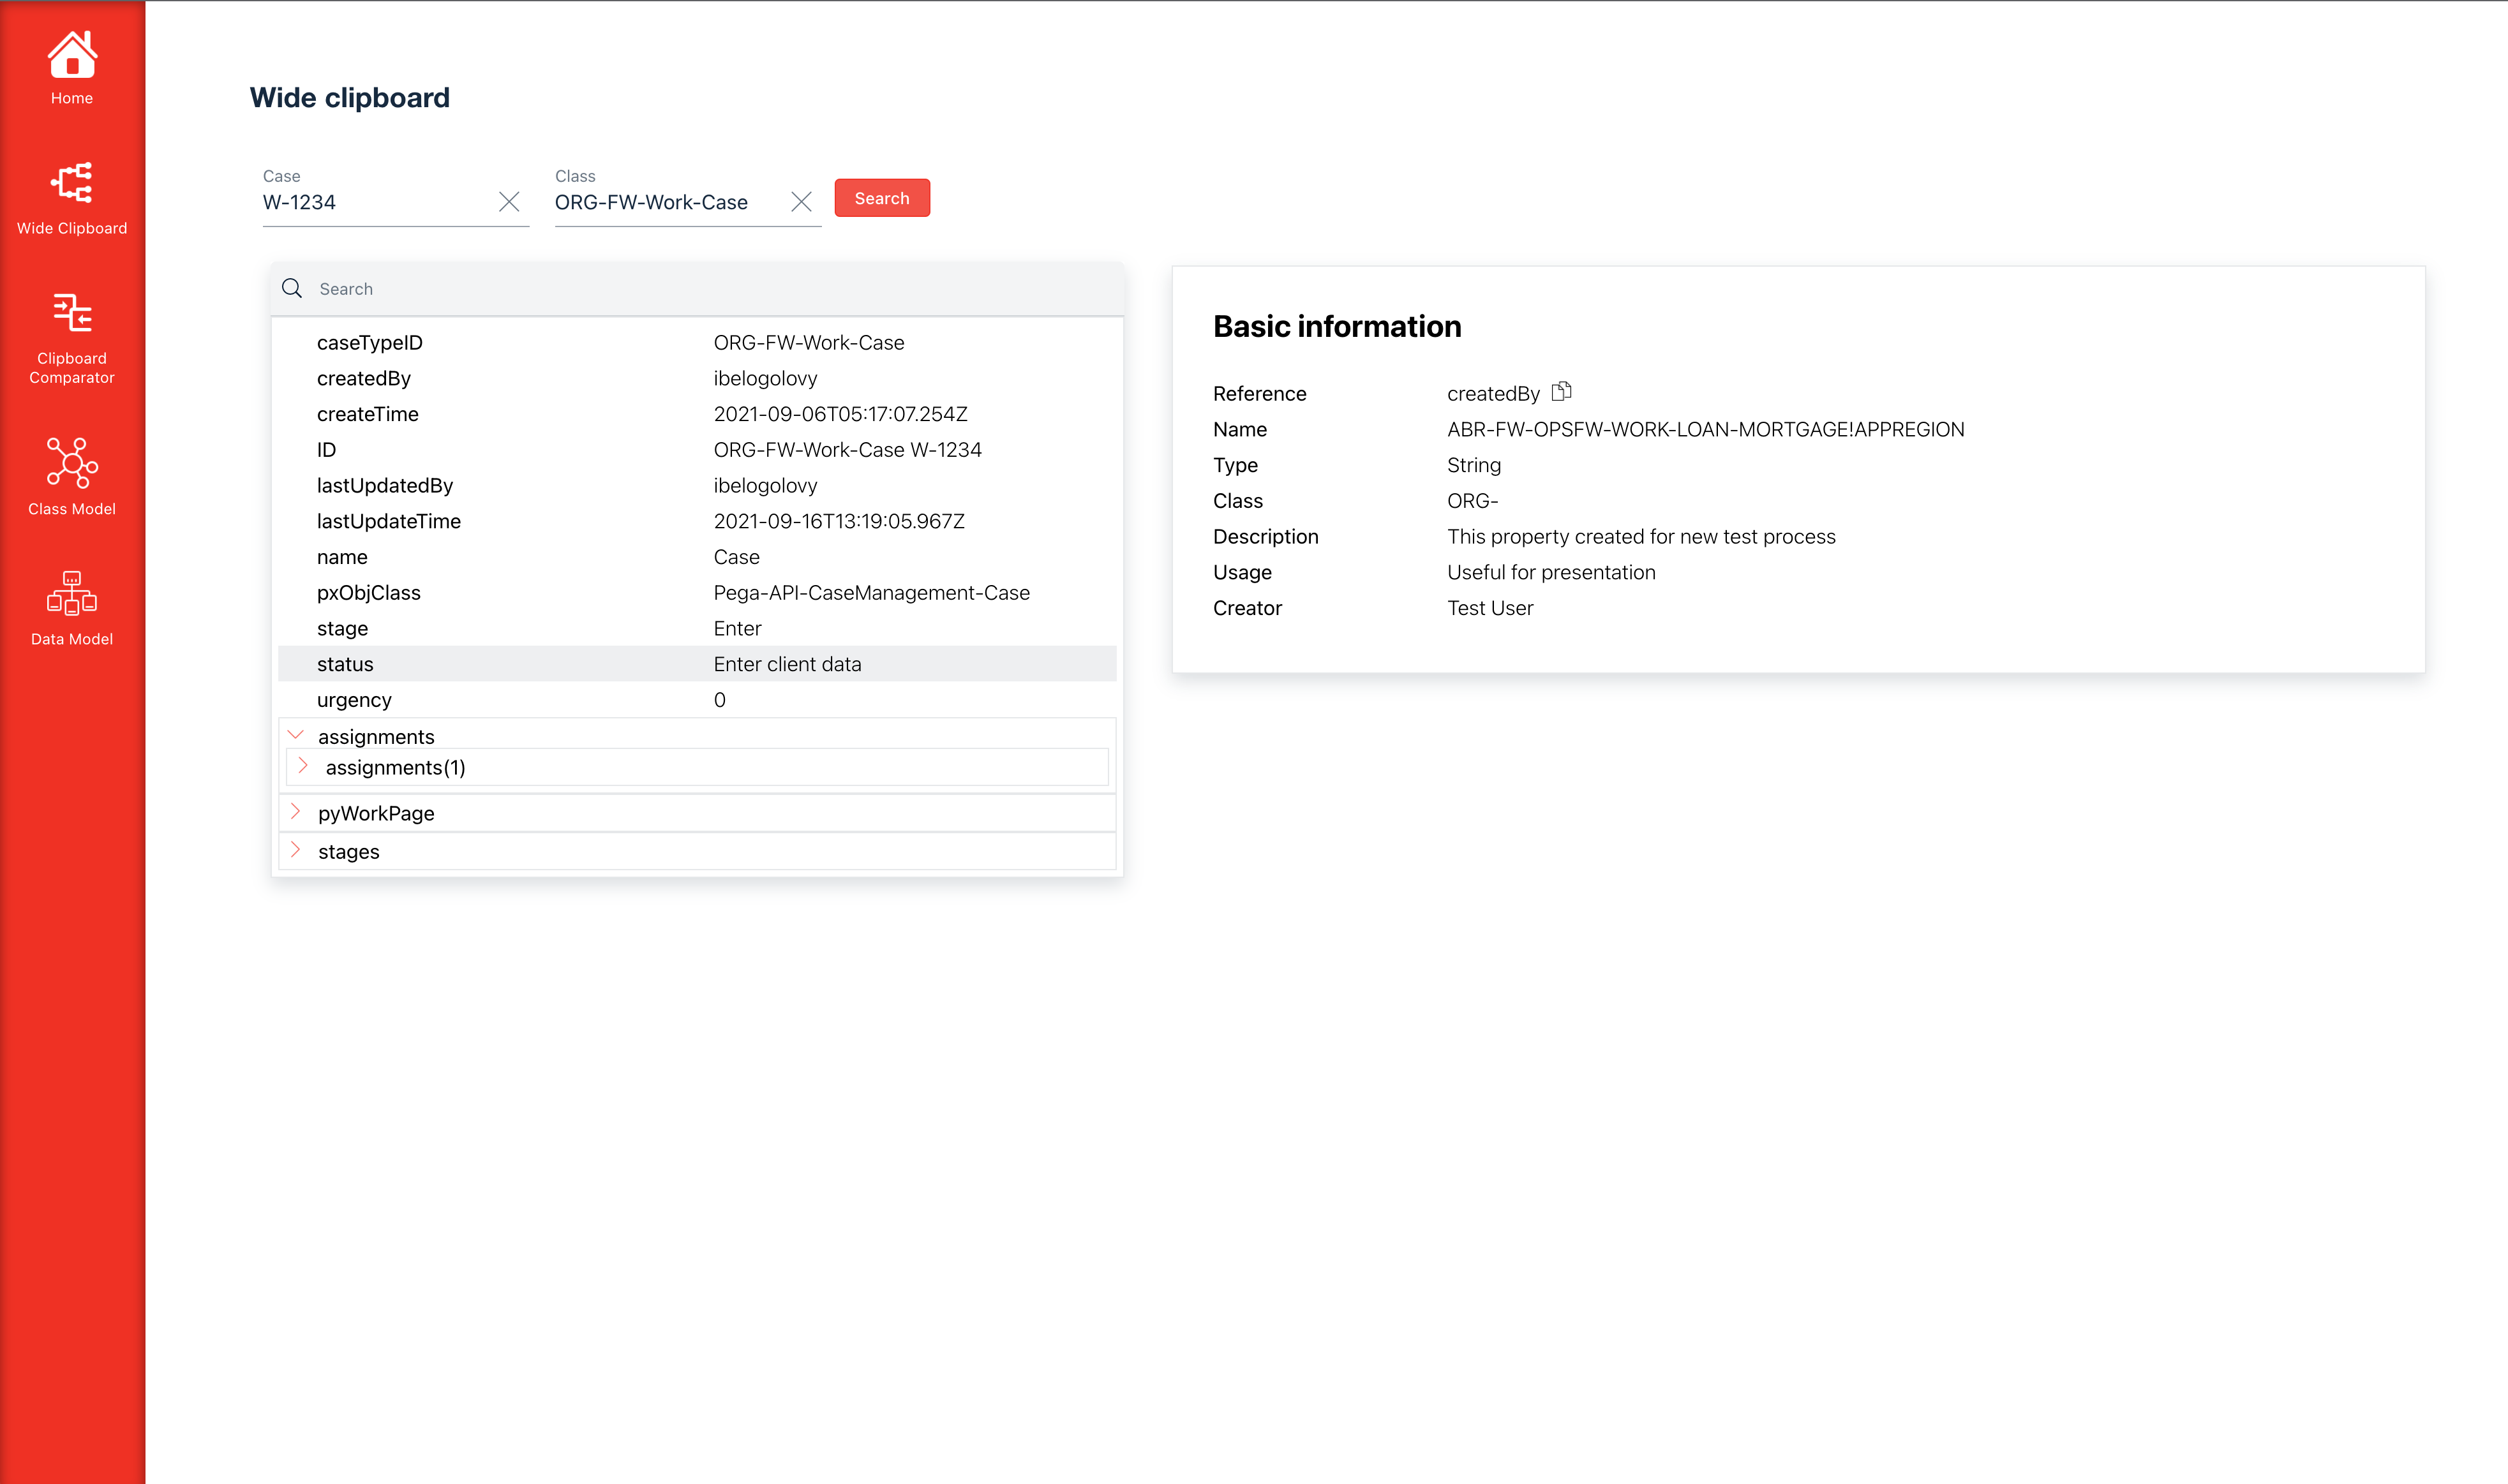 Home
Wide Clipboard
Clipboard
Comparator
Class Model
Data Model
Wide clipboard
Case
W-1234
Class
ORG-FW-Work-Case
Search
Search
caseTypeID ORG-FW-Work-Case
createdBy ibelogolovy
createTime 2021-09-06T05:17:07.254Z
ID ORG-FW-Work-Case W-1234
lastUpdatedBy ibelogolovy
lastUpdateTime 2021-09-16T13:19:05.967Z
name Case
pxObjClass Pega-API-CaseManagement-Case
stage Enter
status Enter client data
urgency 0
assignments
assignments(1)
pyWorkPage
stages
Basic information
Reference createdBy
Name ABR-FW-OPSFW-WORK-LOAN-MORTGAGE!APPREGION
Type String
Class ORG-
Description This property created for new test process
Usage Useful for presentation
Creator Test User